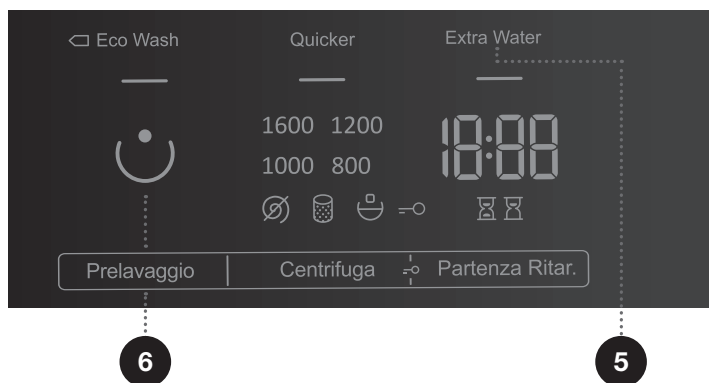 Eco Wash Quicker Extra Water
1600 1200
18:88
1000 800
Prelavaggio Centrifuga Partenza Ritar.
6 5